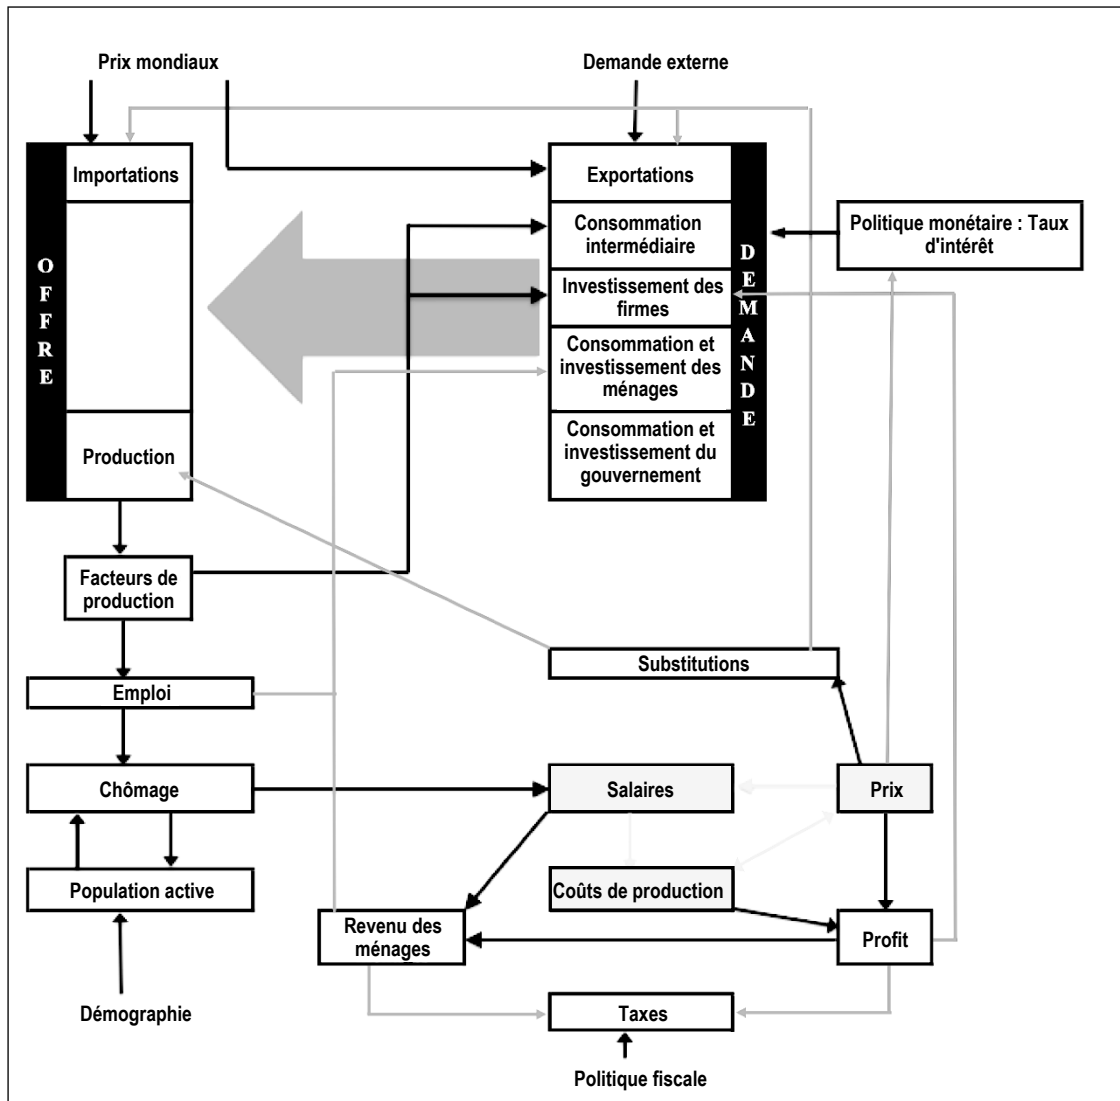 Prix mondiaux
Demande externe
OFFRE
Importations
Production
Exportations
Consommation
intermédiaire
Investissement des
firmes
Consommation et
investissement des
ménages
Consommation et
investissement du
gouvernement
DEMANDE
Politique monétaire : Taux
d'intérêt
Facteurs de
production
Substitutions
Emploi
Chômage
Salaires
Prix
Population active
Coûts de production
Revenu des
ménages
Profit
Démographie
Taxes
Politique fiscale